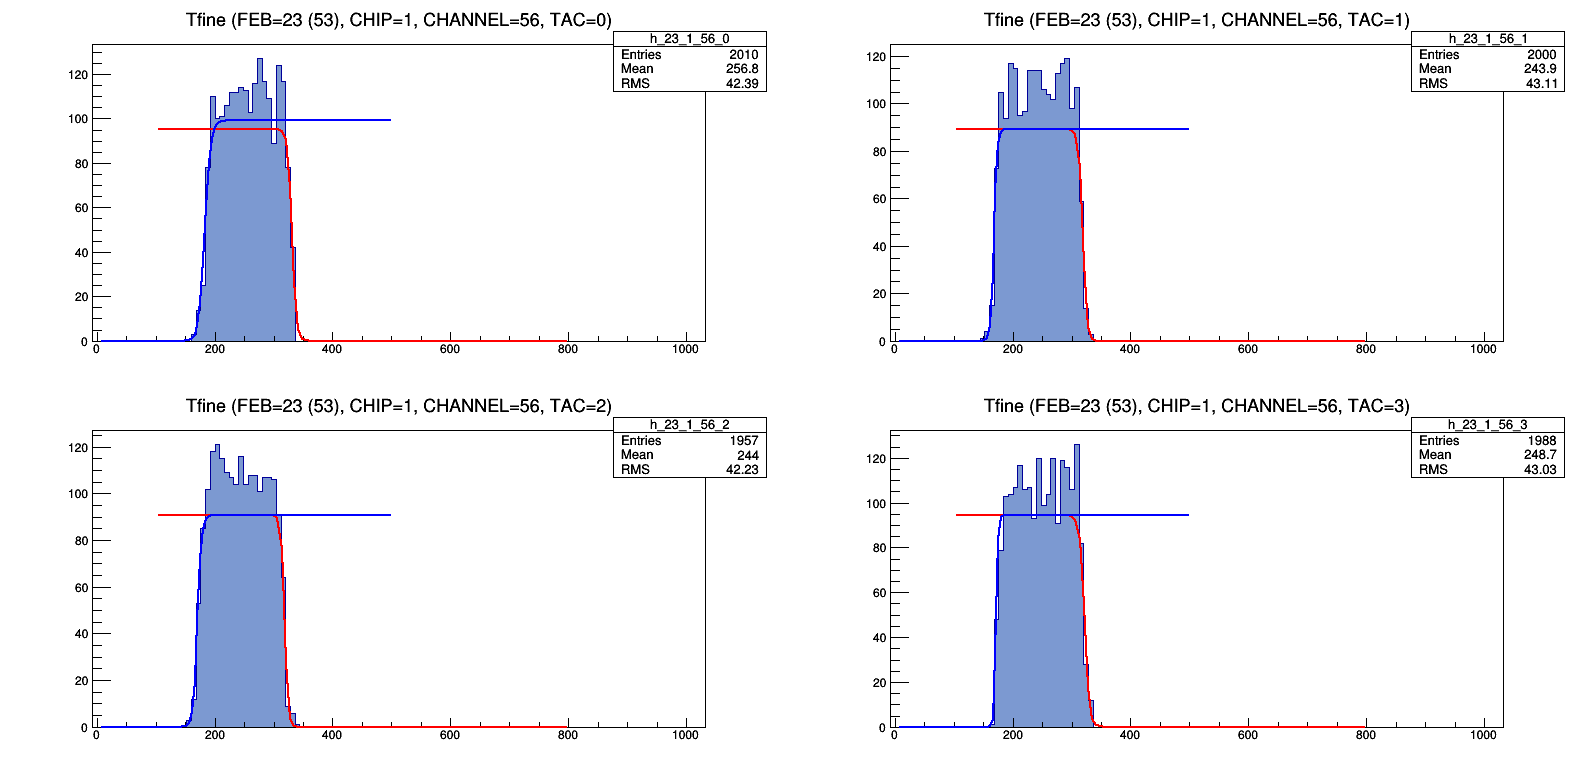 Tfine (FEB=23 (53), CHIP=1, CHANNEL=56, TAC=0)
h_23_1_56_0
Entries 2010
Mean 256.8
RMS 42.39
120
100
80
60
40
20
0
0 200 400 600 800 1000
Tfine (FEB=23 (53), CHIP=1, CHANNEL=56, TAC=1)
h_23_1_56_1
Entries 2000
Mean 243.9
RMS 43.11
120
100
80
60
40
20
0
0 200 400 600 800 1000
Tfine (FEB=23 (53), CHIP=1, CHANNEL=56, TAC=2)
h_23_1_56_2
Entries 1957
Mean 244
RMS 42.23
120
100
80
60
40
20
0
0 200 400 600 800 1000
Tfine (FEB=23 (53), CHIP=1, CHANNEL=56, TAC=3)
h_23_1_56_3
Entries 1988
Mean 248.7
RMS 43.03
120
100
80
60
40
20
0
0 200 400 600 800 1000